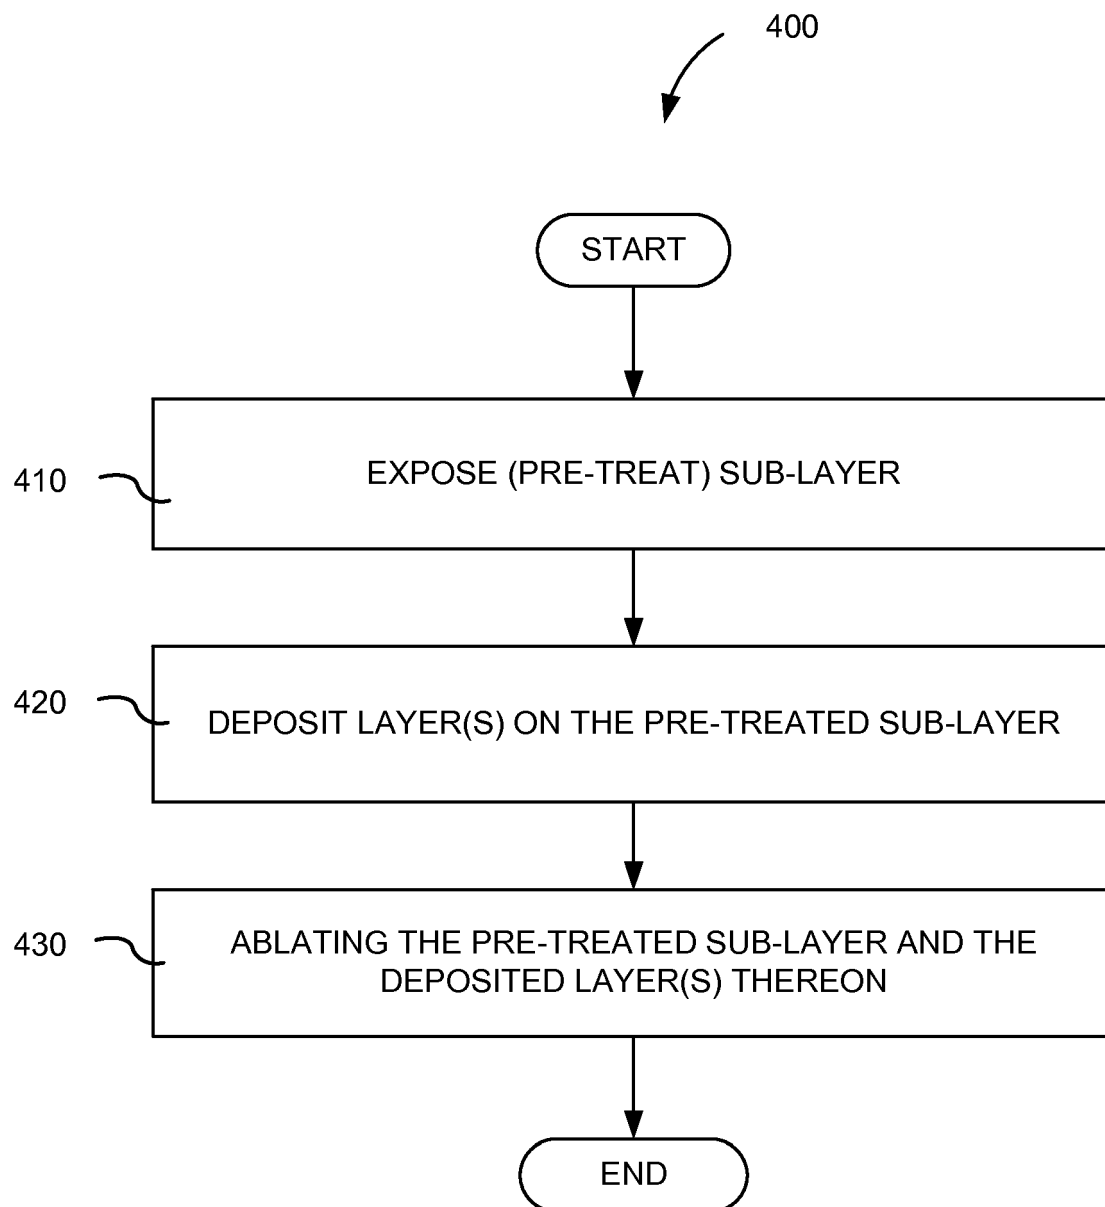 400
START
410
EXPOSE (PRE-TREAT) SUB-LAYER
420
DEPOSIT LAYER(S) ON THE PRE-TREATED SUB-LAYER
430
ABLATING THE PRE-TREATED SUB-LAYER AND THE
DEPOSITED LAYER(S) THEREON
END